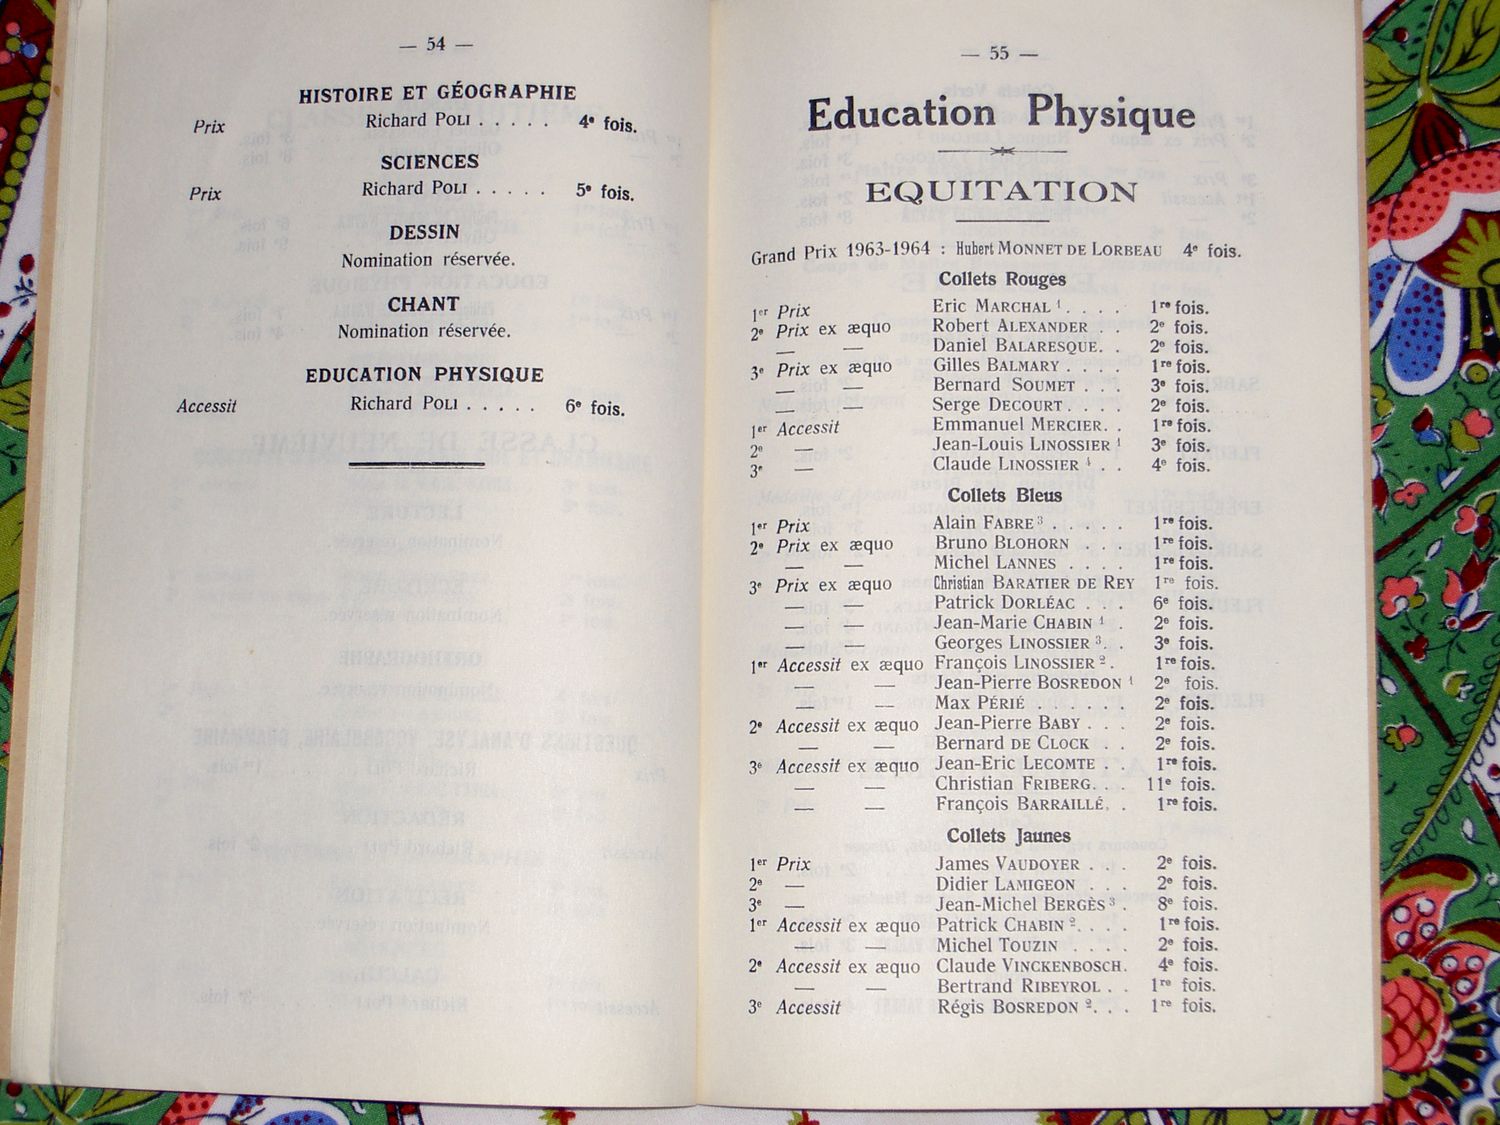 — 54 —
HISTOIRE ET GÉOGRAPHIE
Prix Richard POLI . . . . . 4e fois.
SCIENCES
Prix Richard POLI . . . . . 5e fois.
DESSIN
Nomination réservée.
CHANT
Nomination réservée.
EDUCATION PHYSIQUE
Accessit Richard POLI . . . . . 6e fois.
— 55 —
Education Physique
EQUITATION
Grand Prix 1963-1964 : Hubert MONNET DE LORBEAU 4e fois.
Collets Rouges
1er Prix Eric MARCHAL 1 . . . . 1re fois.
2e Prix ex æquo Robert ALEXANDER . . 2e fois.
— — Daniel BALARESQUE. . 2e fois.
3e Prix ex æquo Gilles BALMARY . . . . 1re fois.
— — Bernard SOUMET . . . 3e fois.
— — Serge DECOURT. . . . 2e fois.
1er Accessit Emmanuel MERCIER. . 1re fois.
2e — Jean-Louis LINOSSIER 1 3e fois.
3e — Claude LINOSSIER 4 . . 4e fois.
Collets Bleus
1er Prix Alain FABRE 3 . . . . . 1re fois.
2e Prix ex æquo Bruno BLOHORN . . . 1re fois.
— — Michel LANNES . . . . 1re fois.
3e Prix ex æquo Christian BARATIER DE REY 1re fois.
— — Patrick DORLÉAC . . . 6e fois.
— — Jean-Marie CHABIN 1 . 2e fois.
— — Georges LINOSSIER 3. . 3e fois.
1er Accessit ex æquo François LINOSSIER 2 . 1re fois.
— — Jean-Pierre BOSREDON 1 2e fois.
— — Max PÉRIÉ . . . . . 2e fois.
2e Accessit ex æquo Jean-Pierre BABY . . . 2e fois.
— — Bernard DE CLOCK . . 2e fois.
3e Accessit ex æquo Jean-Eric LECOMTE . . 1re fois.
— — Christian FRIBERG. . . 11e fois.
— — François BARRAILLÉ. . 1re fois.
Collets Jaunes
1er Prix James VAUDOYER . . . 2e fois.
2e — Didier LAMIGEON . . . 2e fois.
3e — Jean-Michel BERGÈS 3 . 8e fois.
1er Accessit ex æquo Patrick CHABIN 2. . . . 1re fois.
— — Michel TOUZIN . . . . 2e fois.
2e Accessit ex æquo Claude VINCKENBOSCH. 4e fois.
— — Bertrand RIBEYROL . . 1re fois.
3e Accessit Régis BOSREDON 2. . . 1re fois.